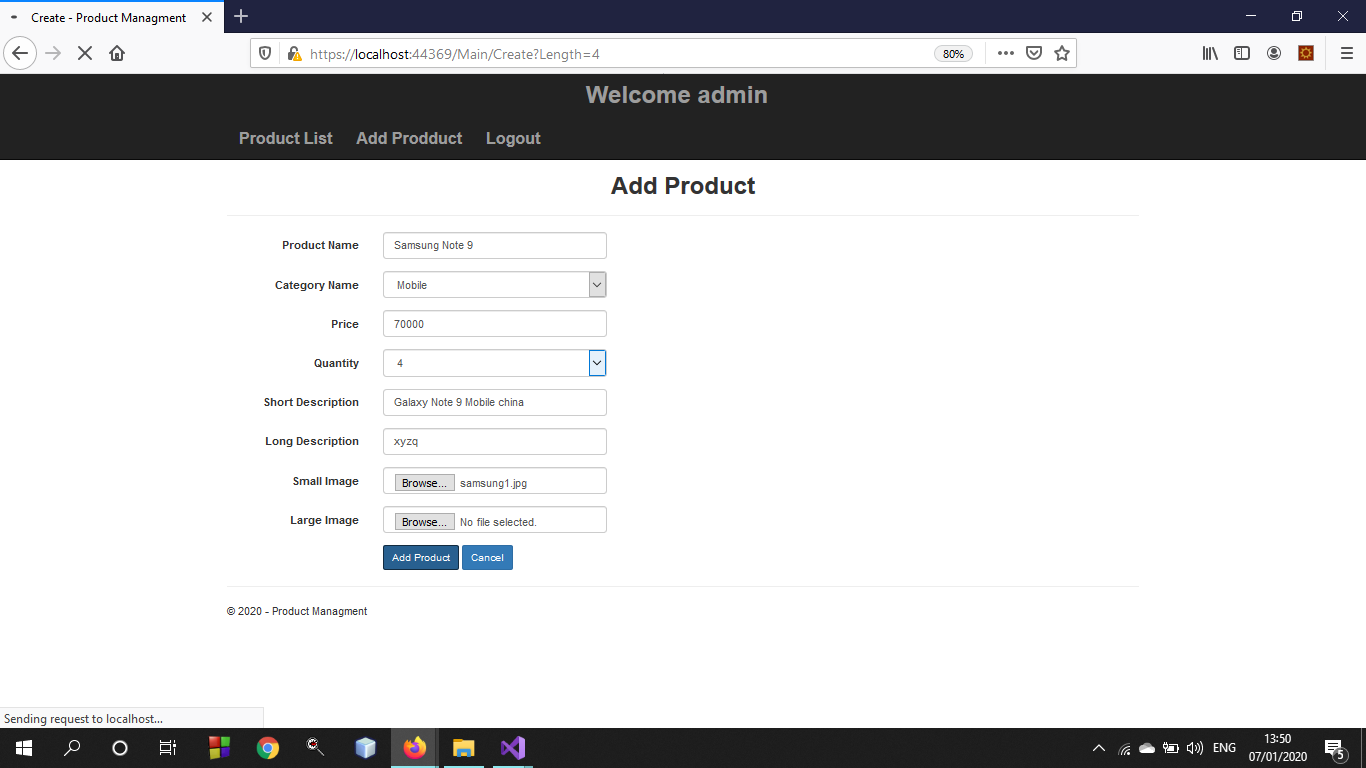 Create - Product Managment
https://localhost:44369/Main/Create?Length=4
80%
Welcome admin
Product List Add Prodduct Logout
Add Product
Product Name Samsung Note 9
Category Name Mobile
Price 70000
Quantity 4
Short Description Galaxy Note 9 Mobile china
Long Description xyzq
Small Image Browse... samsung1.jpg
Large Image Browse... No file selected.
Add Product Cancel
© 2020 - Product Managment
Sending request to localhost...
ENG
13:50
07/01/2020
5